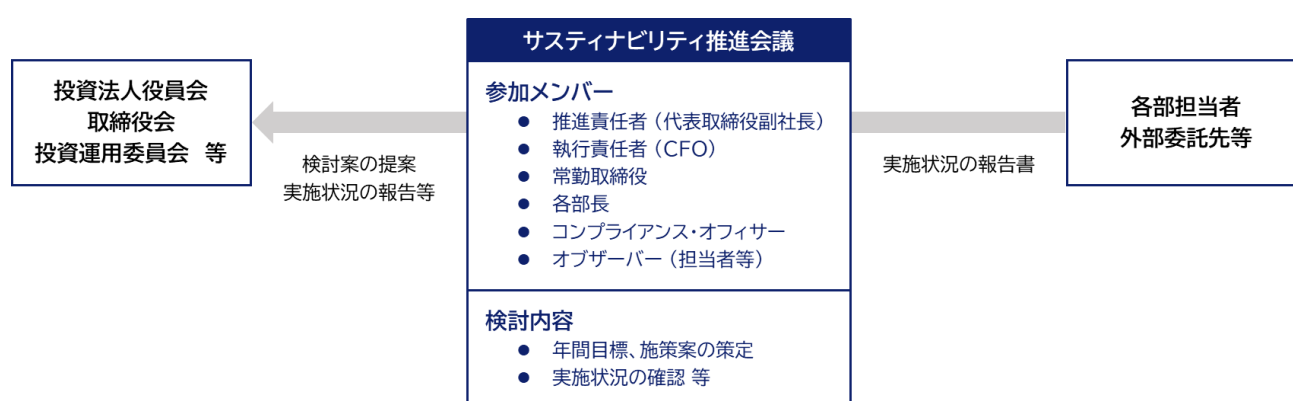 投資法人役員会
取締役会
投資運用委員会 等
検討案の提案
実施状況の報告等
サスティナビリティ推進会議
参加メンバー
● 推進責任者（代表取締役副社長）
● 執行責任者（CFO）
● 常勤取締役
● 各部長
● コンプライアンス・オフィサー
● オブザーバー（担当者等）
検討内容
● 年間目標、施策案の策定
● 実施状況の確認 等
実施状況の報告書
各部担当者
外部委託先等